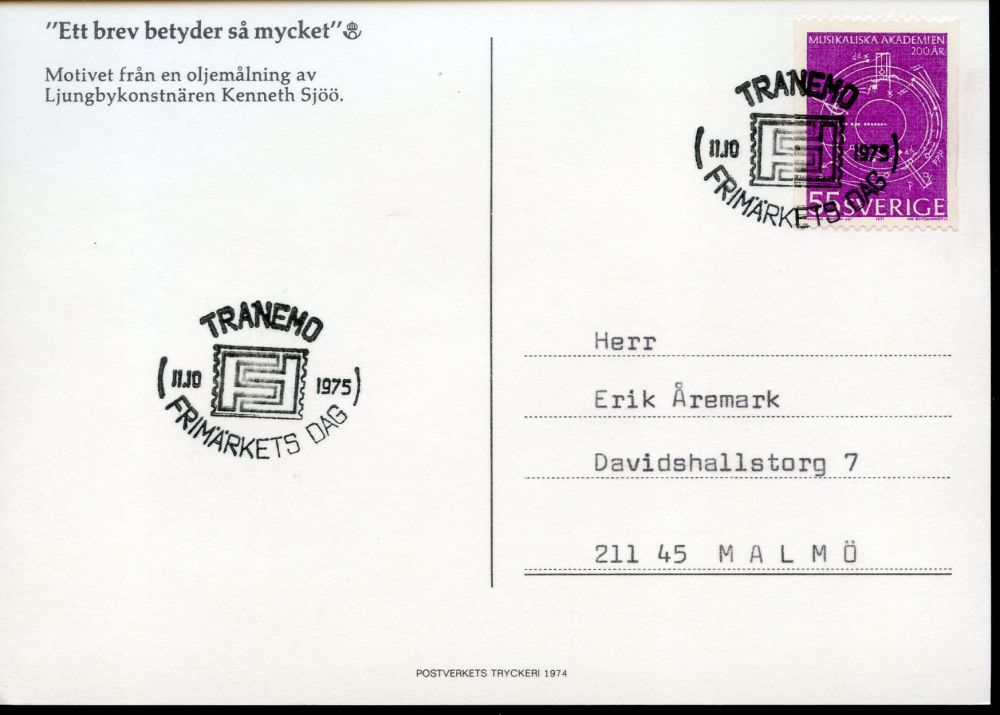 "Ett brev betyder så mycket"
Motivet från en oljemålning av
Ljungbykonstnären Kenneth Sjöö.
MUSIKALISKA AKADEMIEN
200 ÅR
55 SVERIGE
TRANEMO
11.10 1975
FRIMÄRKETS DAG
TRANEMO
11.10 1975
FRIMÄRKETS DAG
Herr
Erik Åremark
Davidshallstorg 7
211 45 M A L M Ö
POSTVERKETS TRYCKERI 1974